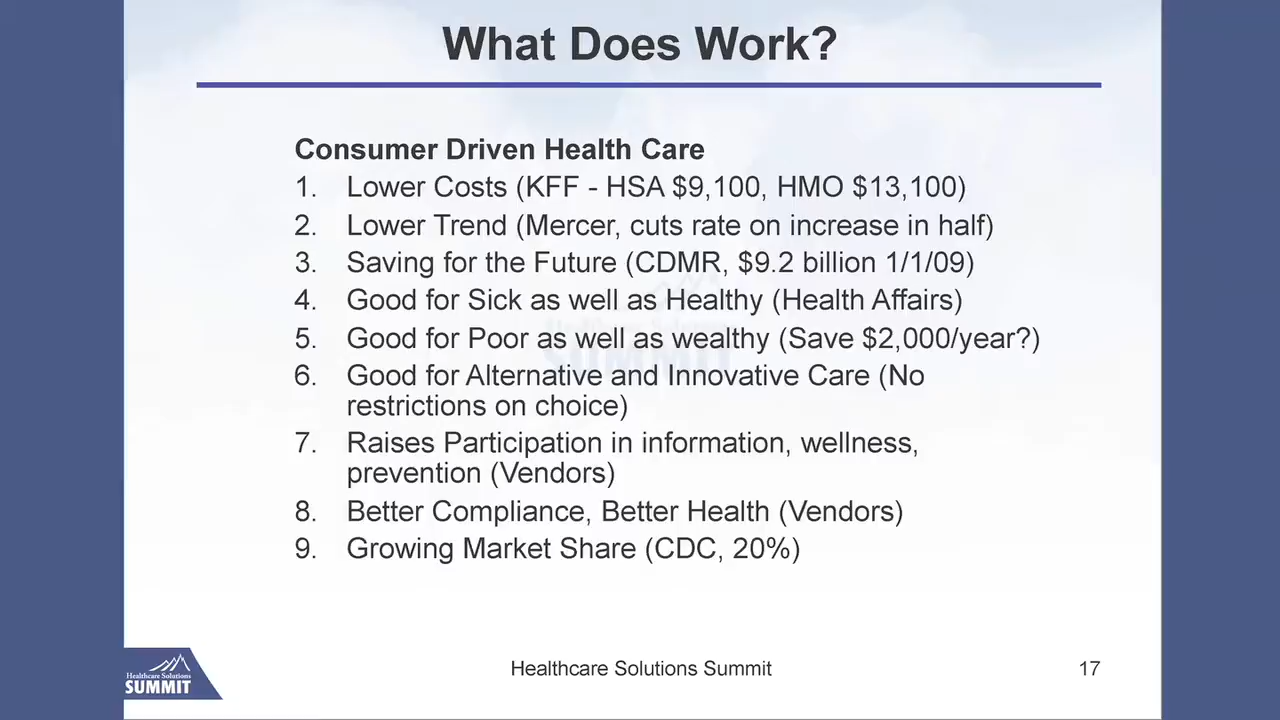 What Does Work?
Consumer Driven Health Care
1. Lower Costs (KFF - HSA $9,100, HMO $13,100)
2. Lower Trend (Mercer, cuts rate on increase in half)
3. Saving for the Future (CDMR, $9.2 billion 1/1/09)
4. Good for Sick as well as Healthy (Health Affairs)
5. Good for Poor as well as wealthy (Save $2,000/year?)
6. Good for Alternative and Innovative Care (No
restrictions on choice)
7. Raises Participation in information, wellness,
prevention (Vendors)
8. Better Compliance, Better Health (Vendors)
9. Growing Market Share (CDC, 20%)
Healthcare Solutions
SUMMIT
Healthcare Solutions Summit
17